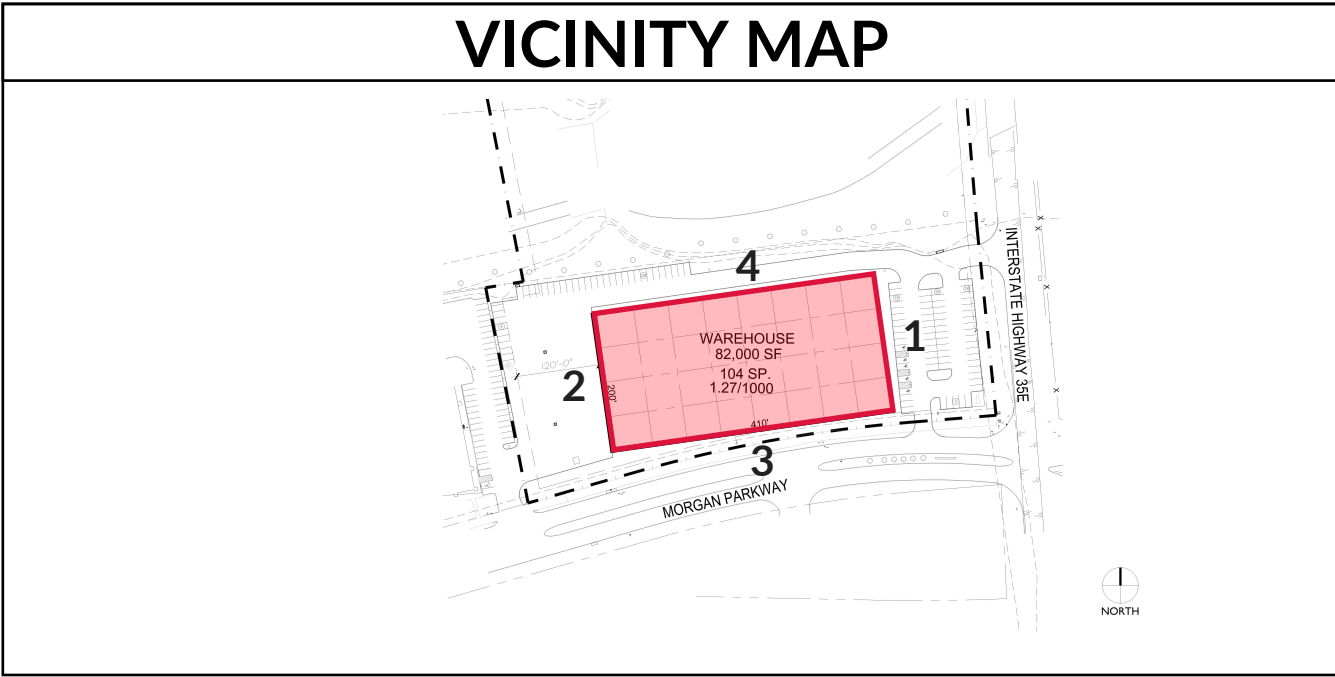 VICINITY MAP
4
INTERSTATE HIGHWAY 35E
WAREHOUSE
82,000 SF
104 SP.
1.27/1000
1
120'-0"
2
200'
410'
3
MORGAN PARKWAY
X
X
X
X
X
X
NORTH